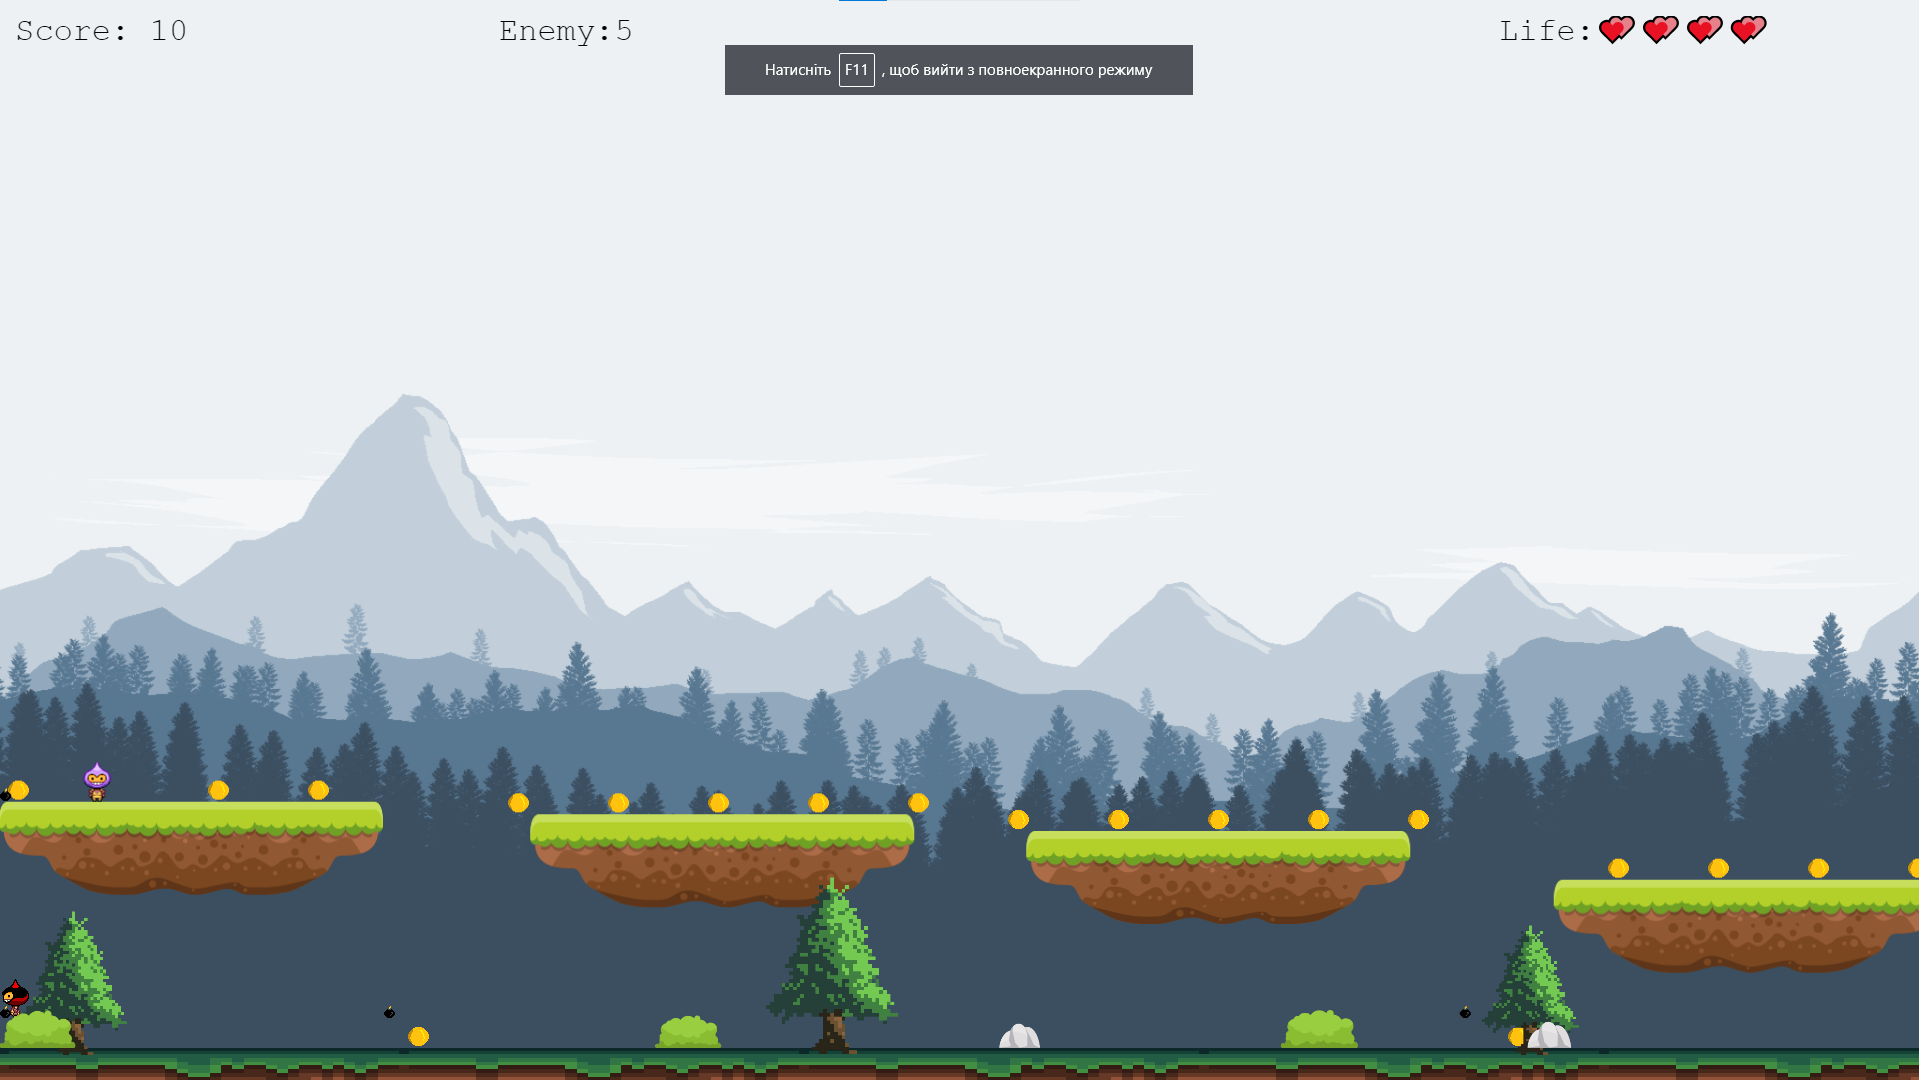 Score: 10
Enemy:5
Life:
Натисніть F11 , щоб вийти з повноекранного режиму